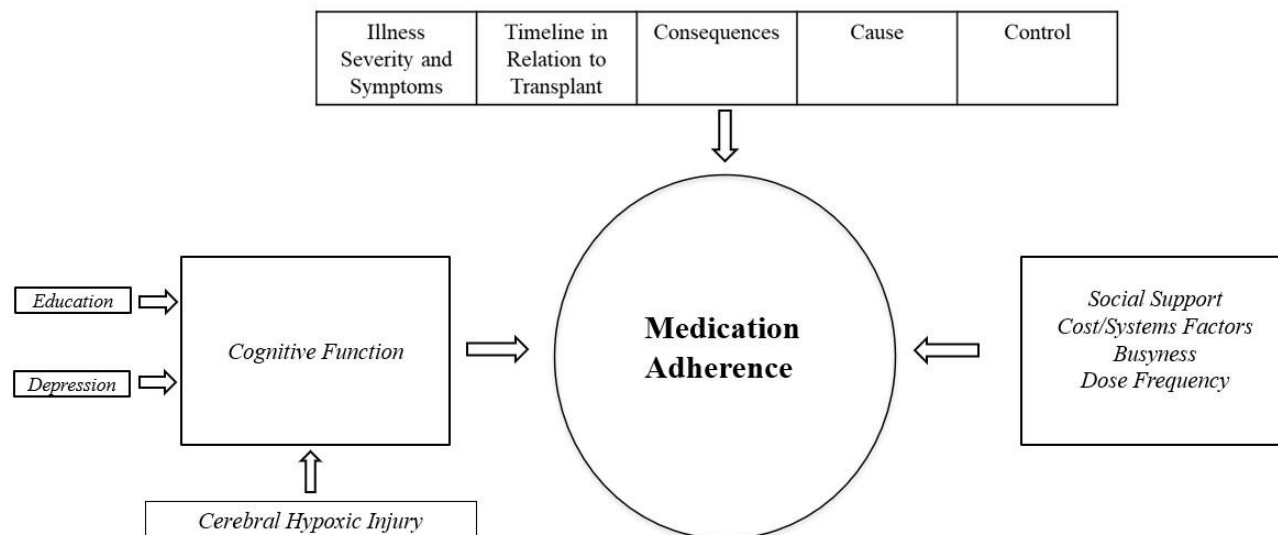 Illness
Severity and
Symptoms
Timeline in
Relation to
Transplant
Consequences
Cause
Control
Education
Depression
Cognitive Function
Cerebral Hypoxic Injury
Medication
Adherence
Social Support
Cost/Systems Factors
Busyness
Dose Frequency